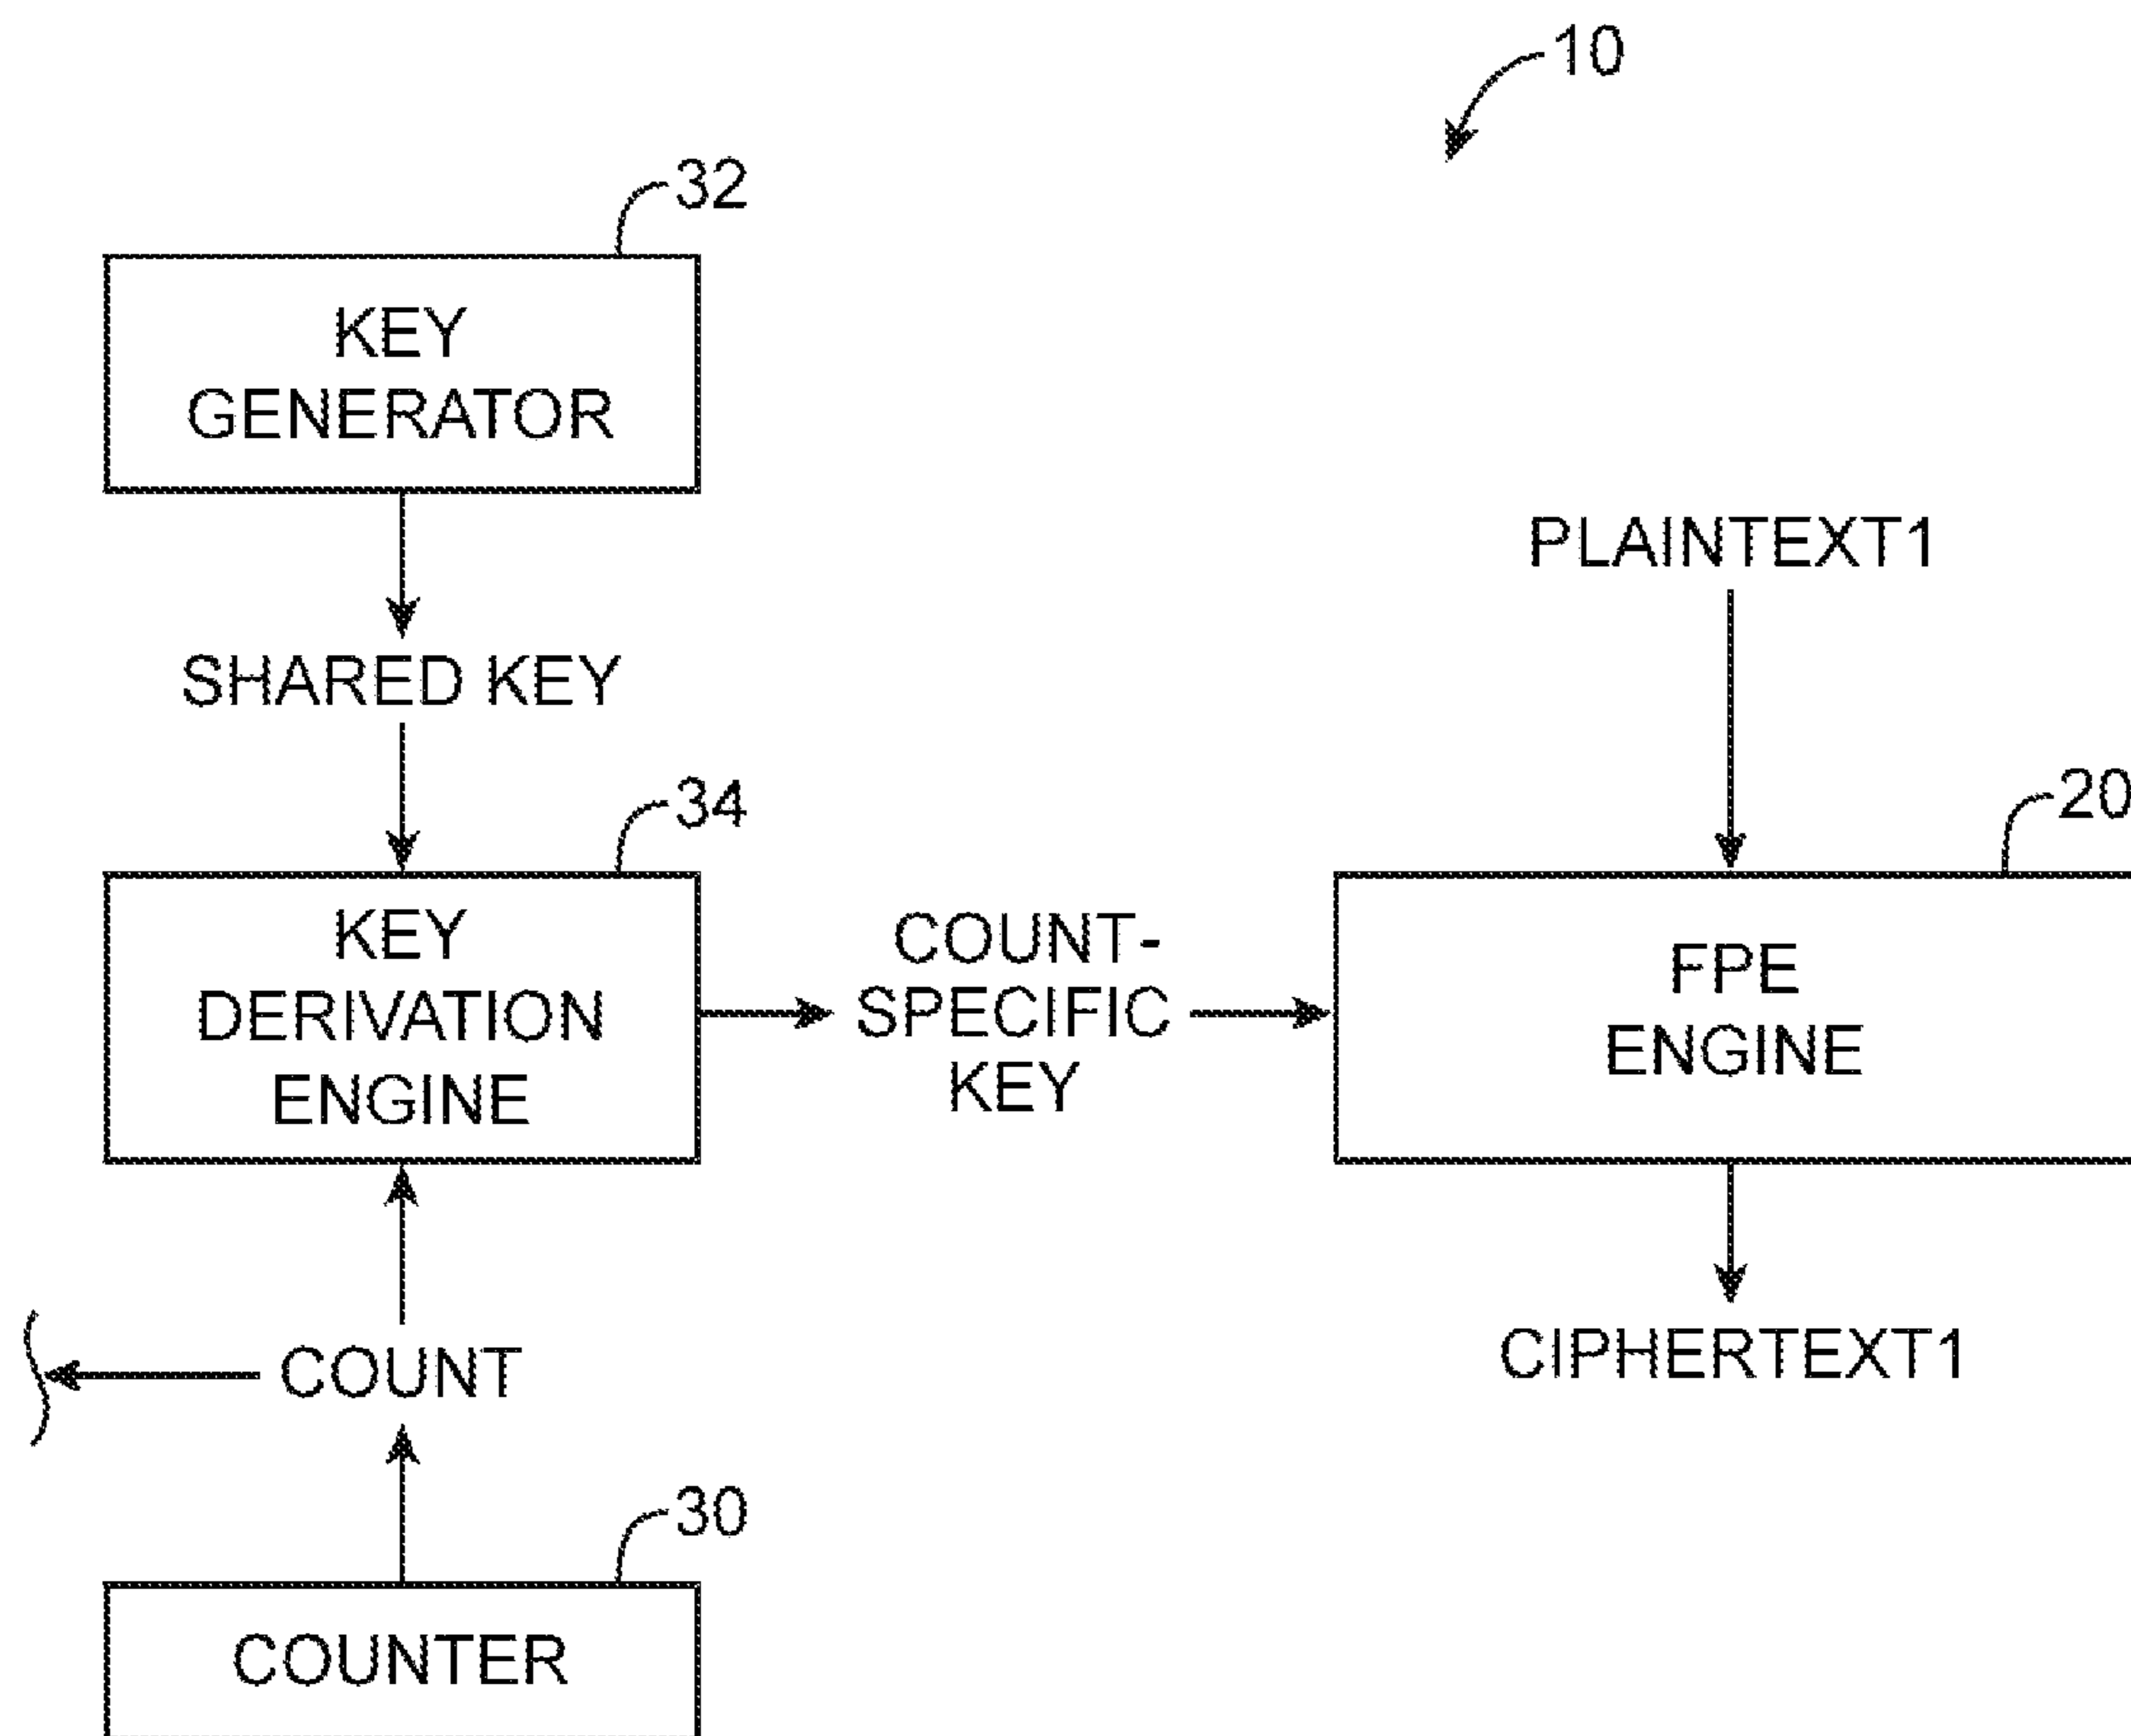 10
32
KEY
GENERATOR
SHARED KEY
PLAINTEXT1
34
20
KEY
DERIVATION
ENGINE
COUNT-
SPECIFIC
KEY
FPE
ENGINE
COUNT
CIPHERTEXT1
30
COUNTER